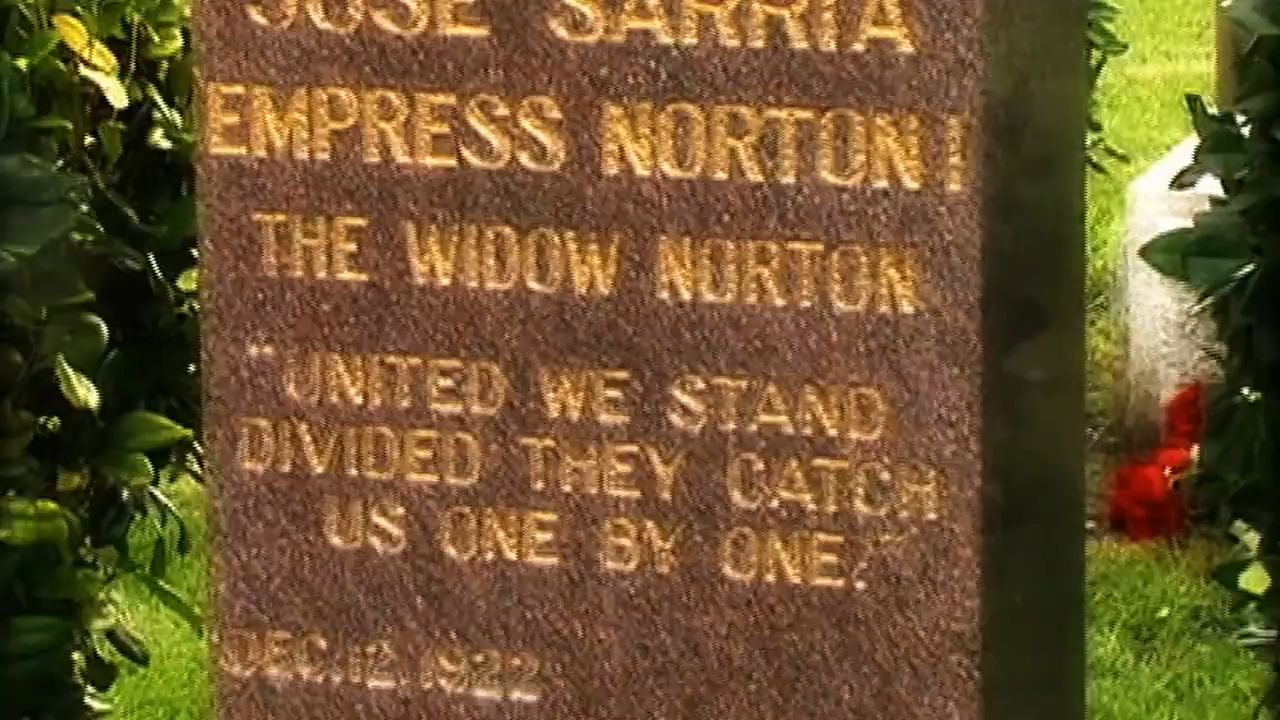 JOSE SARRIA
EMPRESS NORTON I
THE WIDOW NORTON
"UNITED WE STAND
DIVIDED THEY CATCH
US ONE BY ONE."
DEC. 12 1922